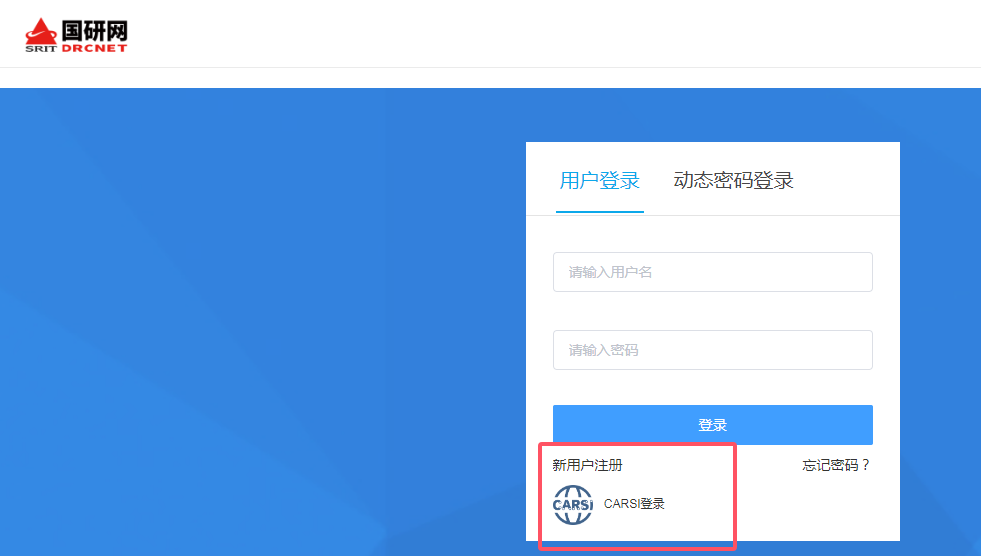 国研网
SRIT DRCNET
用户登录 动态密码登录
请输入用户名
请输入密码
登录
新用户注册 忘记密码？
CARSI CARSI登录